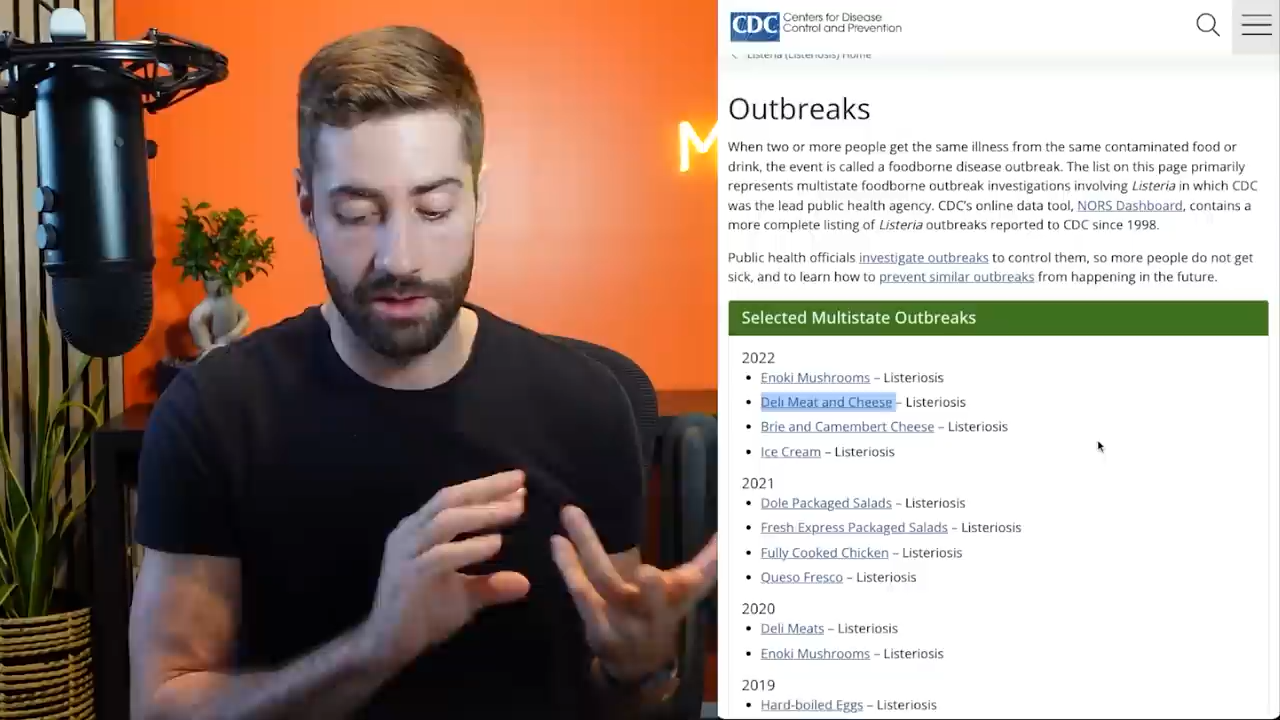 M
CDC Centers for Disease
Control and Prevention
Listeria (Listeriosis) Home
Outbreaks
When two or more people get the same illness from the same contaminated food or
drink, the event is called a foodborne disease outbreak. The list on this page primarily
represents multistate foodborne outbreak investigations involving Listeria in which CDC
was the lead public health agency. CDC's online data tool, NORS Dashboard, contains a
more complete listing of Listeria outbreaks reported to CDC since 1998.
Public health officials investigate outbreaks to control them, so more people do not get
sick, and to learn how to prevent similar outbreaks from happening in the future.
Selected Multistate Outbreaks
2022
• Enoki Mushrooms – Listeriosis
• Deli Meat and Cheese – Listeriosis
• Brie and Camembert Cheese – Listeriosis
• Ice Cream – Listeriosis
2021
• Dole Packaged Salads – Listeriosis
• Fresh Express Packaged Salads – Listeriosis
• Fully Cooked Chicken – Listeriosis
• Queso Fresco – Listeriosis
2020
• Deli Meats – Listeriosis
• Enoki Mushrooms – Listeriosis
2019
• Hard-boiled Eggs – Listeriosis